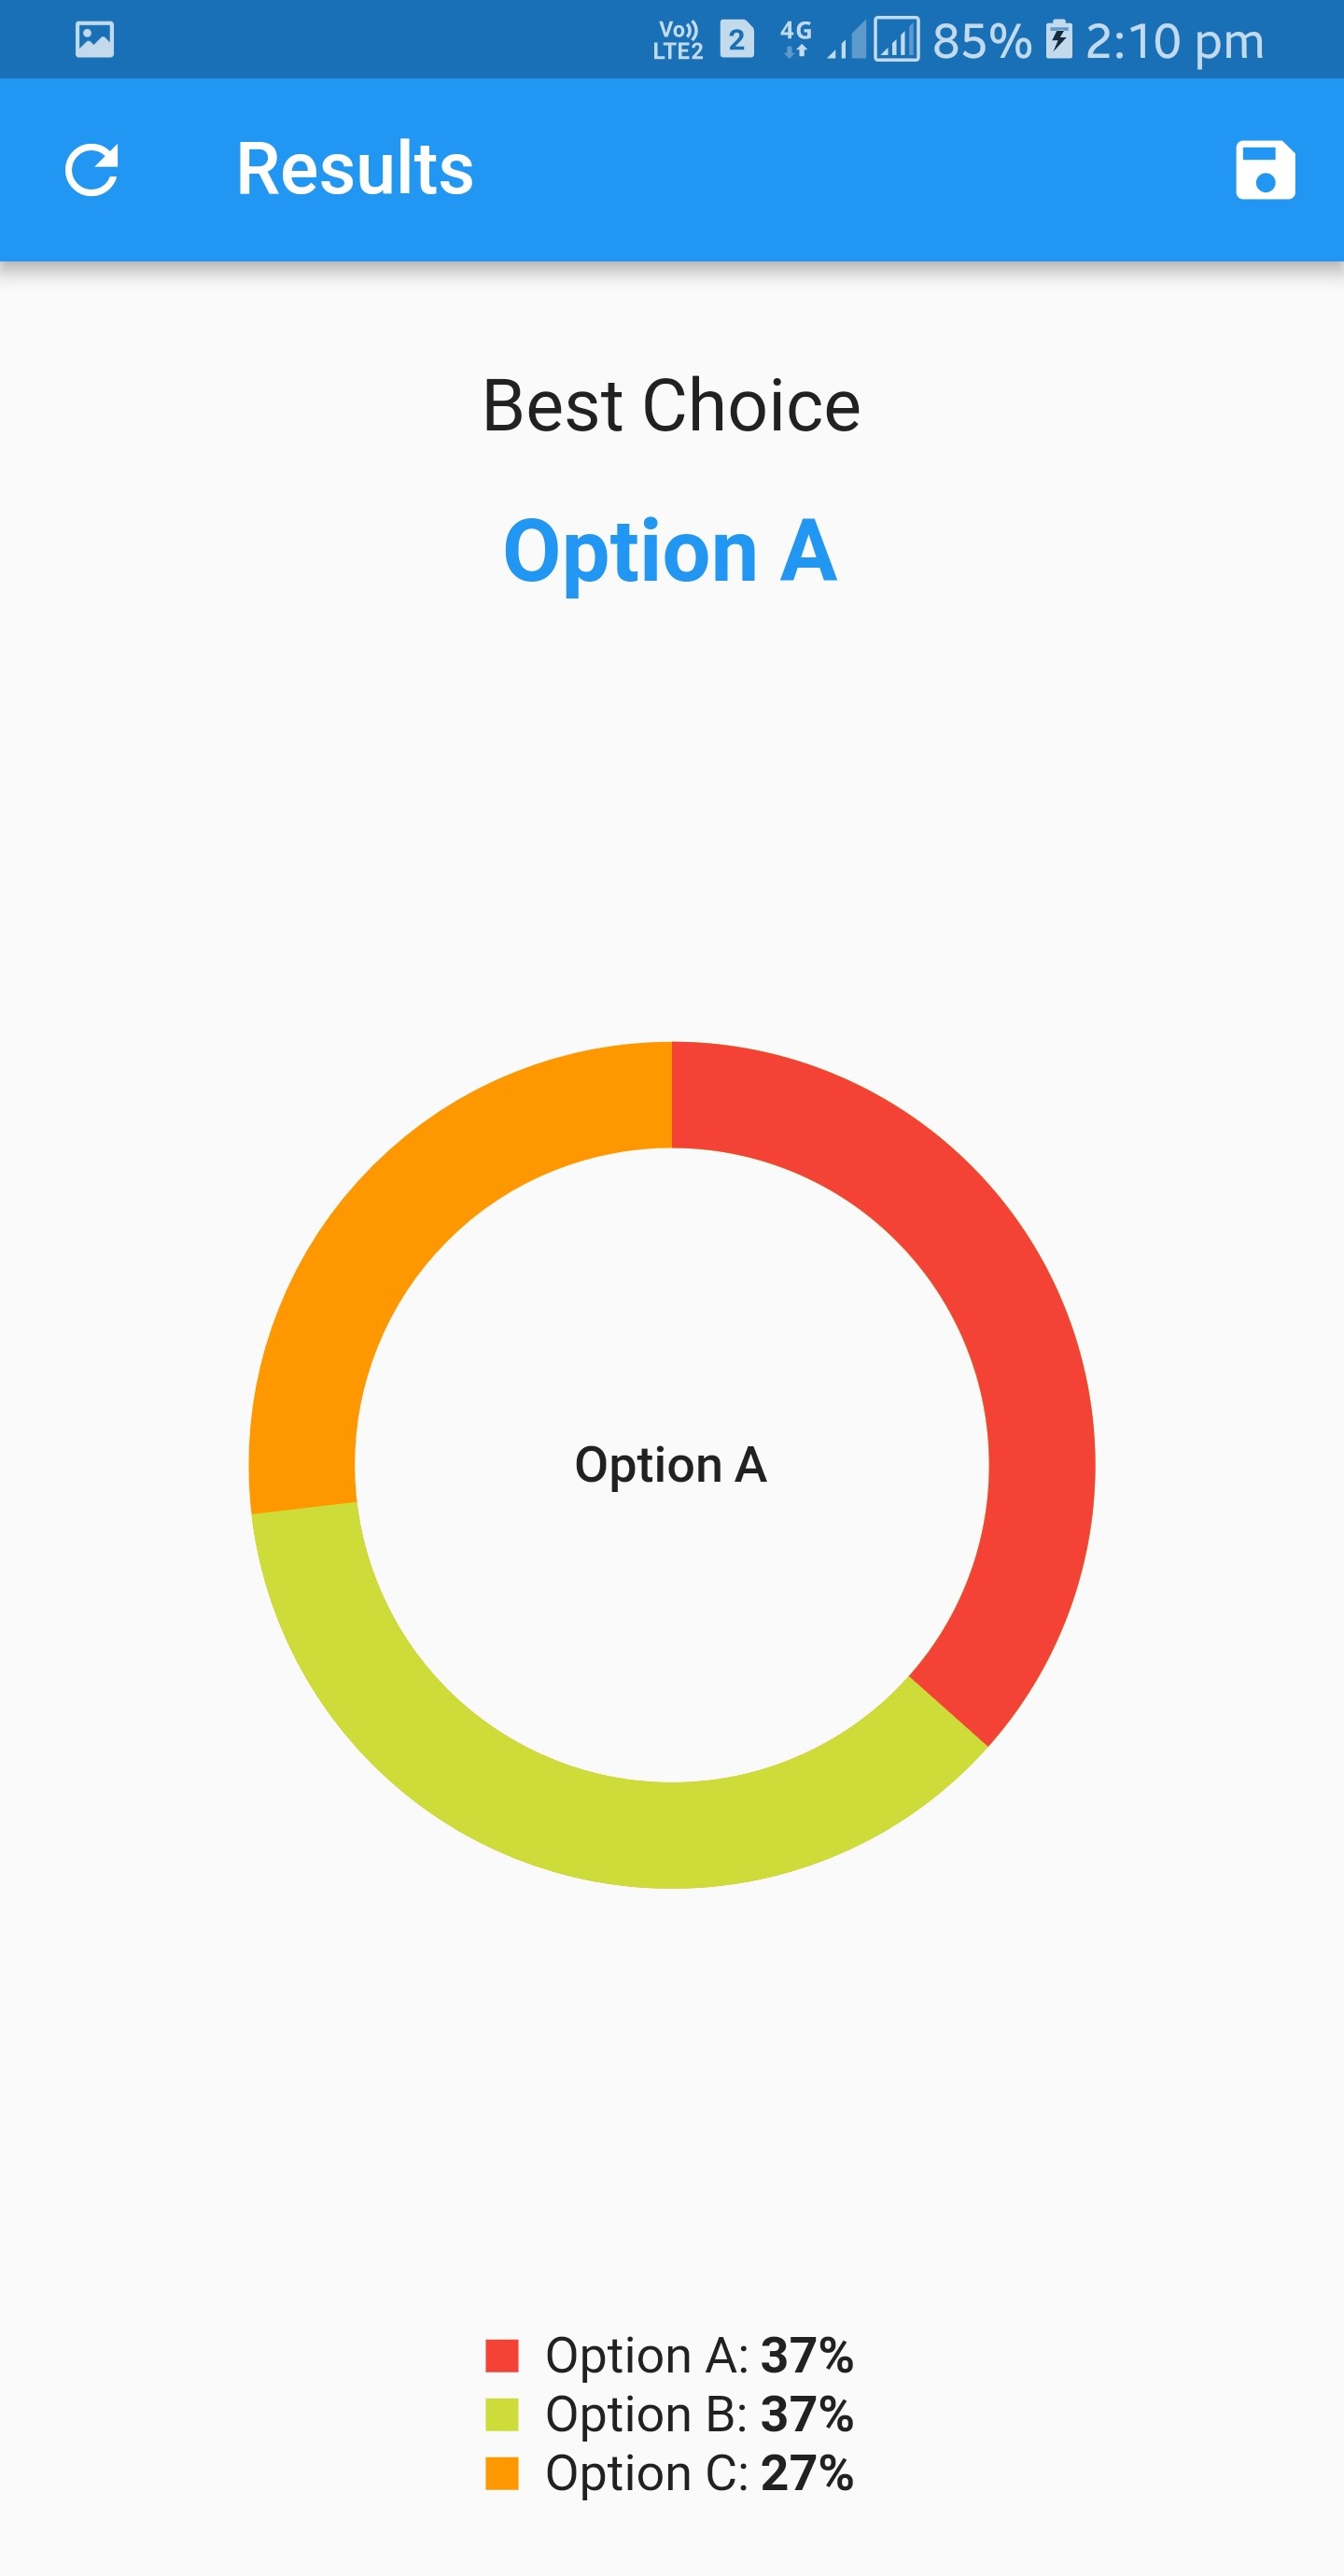 Vo)) LTE2 2 4G 85% 2:10 pm
Results
Best Choice
Option A
Option A
Option A: 37%
Option B: 37%
Option C: 27%